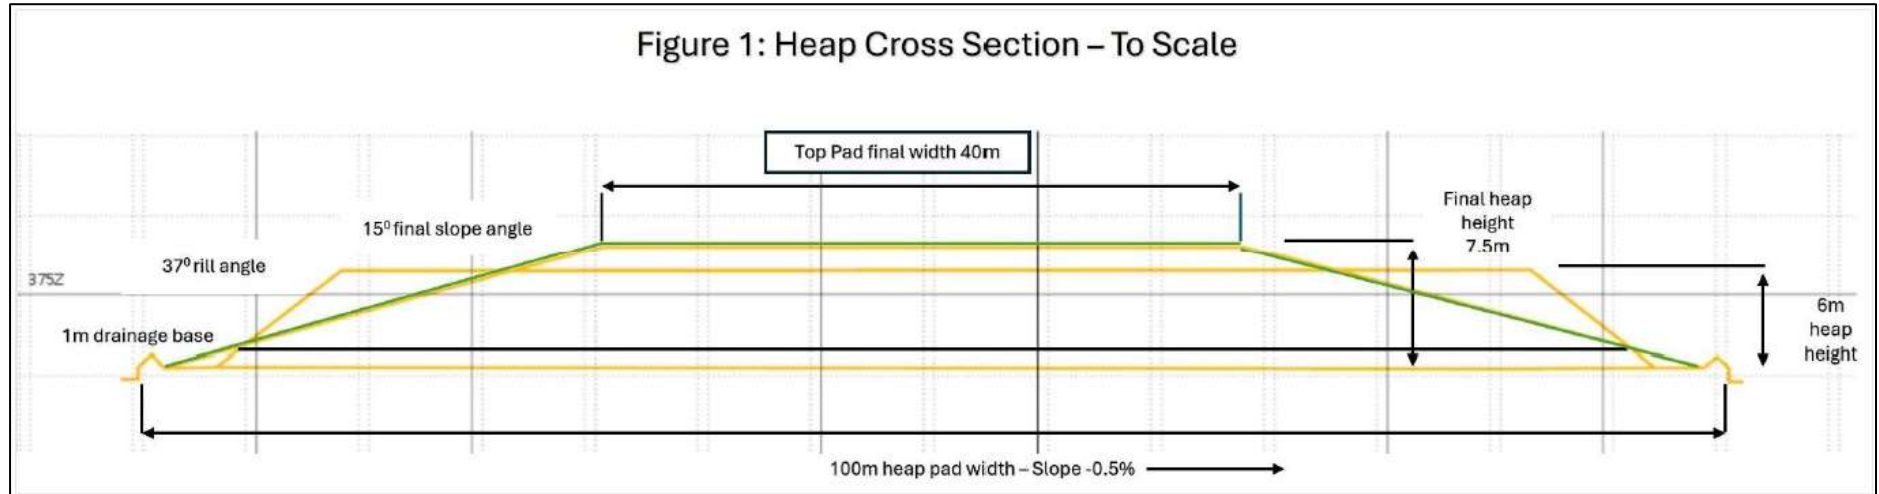 Figure 1: Heap Cross Section – To Scale
Top Pad final width 40m
Final heap
height
7.5m
15⁰ final slope angle
37⁰ rill angle
375Z
6m
heap
height
1m drainage base
100m heap pad width – Slope -0.5%